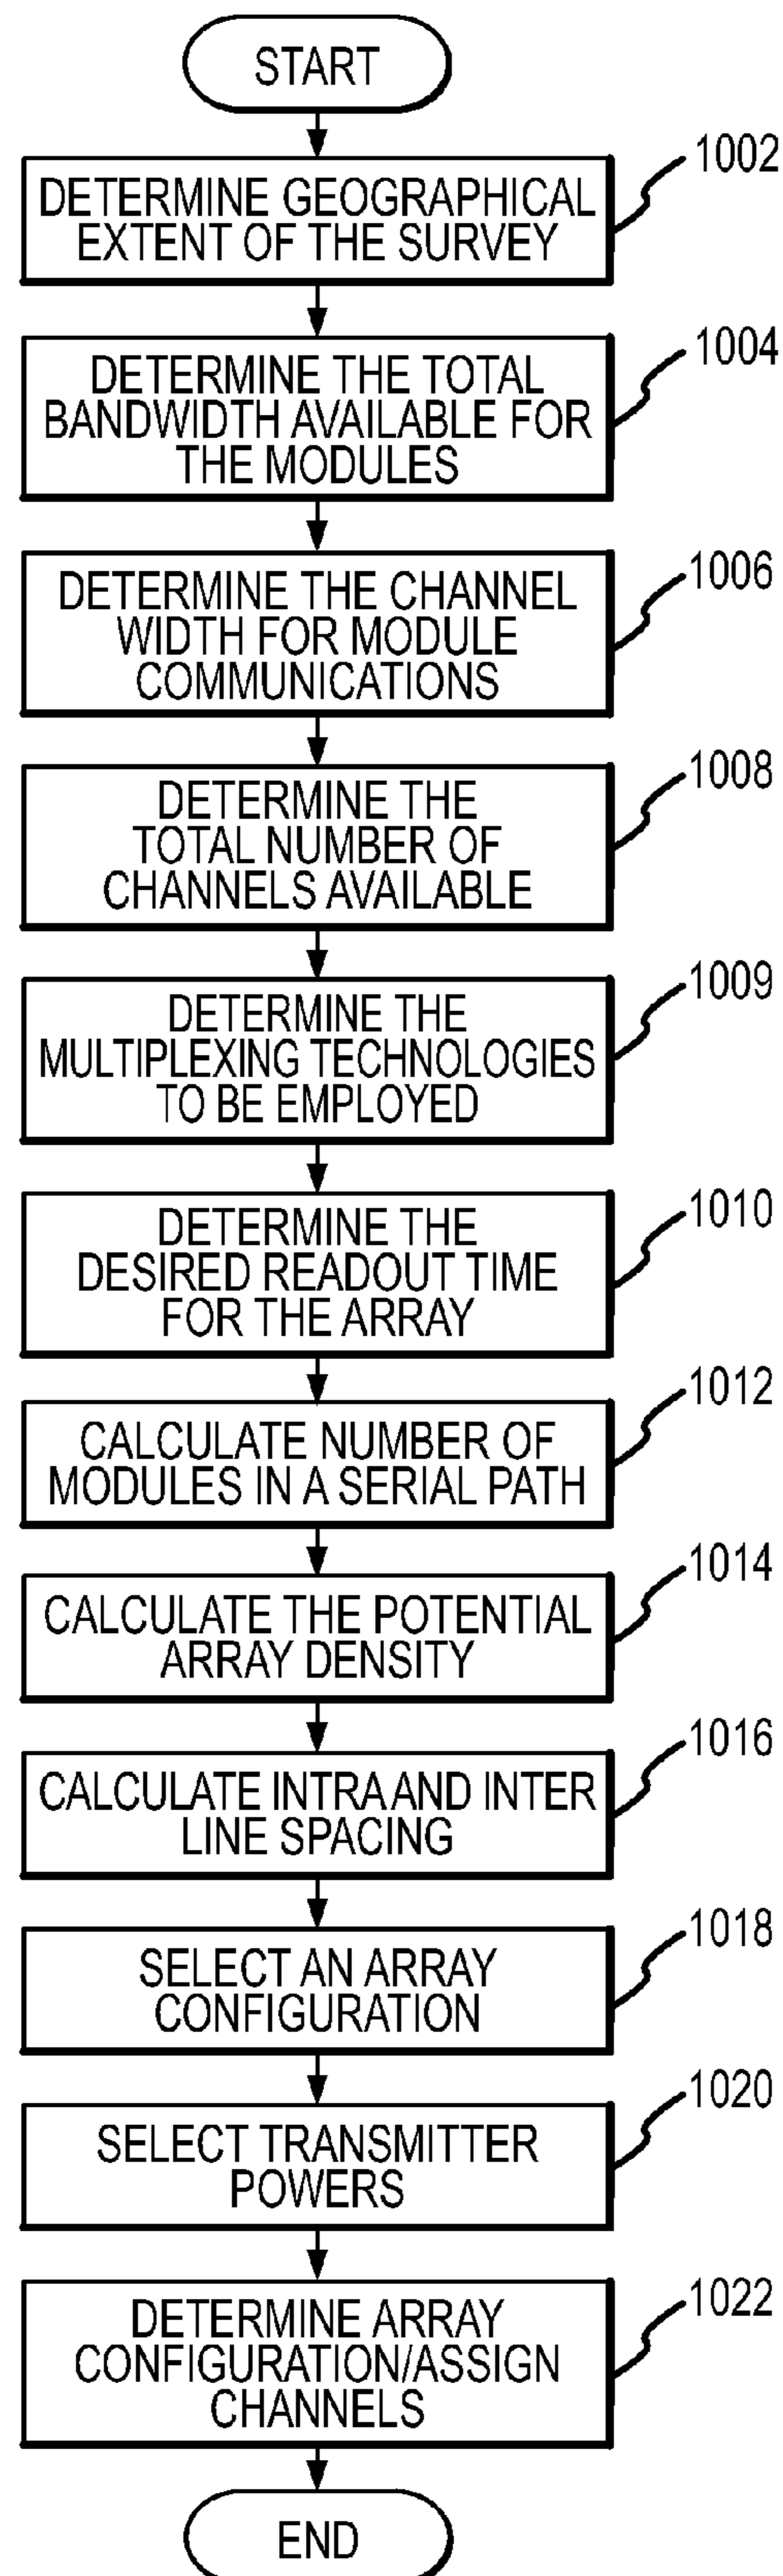 START
DETERMINE GEOGRAPHICAL
EXTENT OF THE SURVEY
1002
DETERMINE THE TOTAL
BANDWIDTH AVAILABLE FOR
THE MODULES
1004
DETERMINE THE CHANNEL
WIDTH FOR MODULE
COMMUNICATIONS
1006
DETERMINE THE
TOTAL NUMBER OF
CHANNELS AVAILABLE
1008
DETERMINE THE
MULTIPLEXING TECHNOLOGIES
TO BE EMPLOYED
1009
DETERMINE THE
DESIRED READOUT TIME
FOR THE ARRAY
1010
CALCULATE NUMBER OF
MODULES IN A SERIAL PATH
1012
CALCULATE THE POTENTIAL
ARRAY DENSITY
1014
CALCULATE INTRA AND INTER
LINE SPACING
1016
SELECT AN ARRAY
CONFIGURATION
1018
SELECT TRANSMITTER
POWERS
1020
DETERMINE ARRAY
CONFIGURATION/ASSIGN
CHANNELS
1022
END